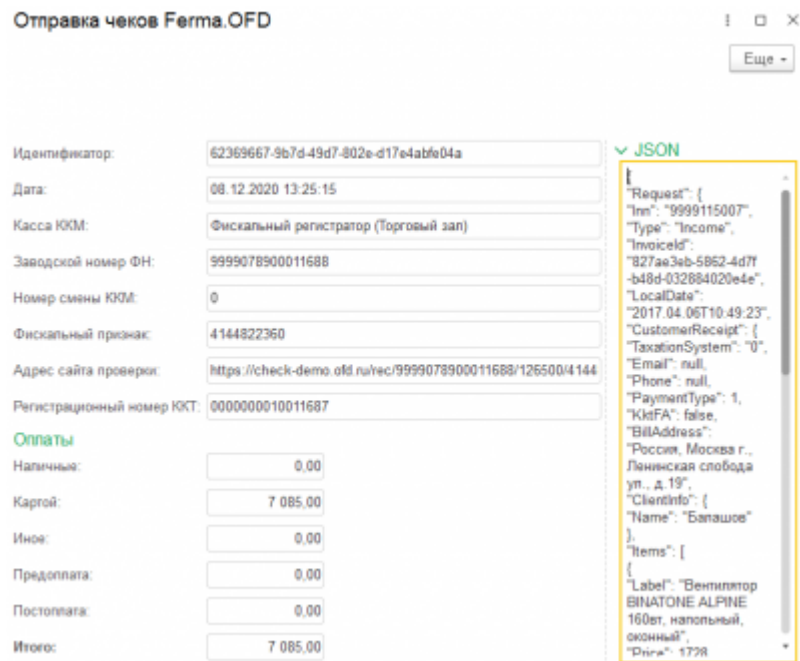 Отправка чеков Ferma.OFD
Еще
Идентификатор: 62369667-9b7d-49d7-802e-d17e4abfe04a
Дата: 08.12.2020 13:25:15
Касса ККМ: Фискальный регистратор (Торговый зал)
Заводской номер ФН: 9999078900011688
Номер смены ККМ: 0
Фискальный признак: 4144822360
Адрес сайта проверки: https://check-demo.ofd.ru/rec/9999078900011688/126500/4144
Регистрационный номер ККТ: 0000000010011687
Оплаты
Наличные: 0,00
Картой: 7 085,00
Иное: 0,00
Предоплата: 0,00
Постоплата: 0,00
Итого: 7 085,00
JSON
{
"Request": {
"Inn": "9999115007",
"Type": "Income",
"InvoiceId":
"827ae3eb-5862-4d7f
-b48d-032884020e4e",
"LocalDate":
"2017.04.06T10:49:23",
"CustomerReceipt": {
"TaxationSystem": "0",
"Email": null,
"Phone": null,
"PaymentType": 1,
"KktFA": false,
"BillAddress":
"Россия, Москва г.,
Ленинская слобода
ул., д.19",
"ClientInfo": {
"Name": "Балашов"
},
"Items": [
{
"Label": "Вентилятор
BINATONE ALPINE
160вт, напольный,
оконный",
"Price": 1728